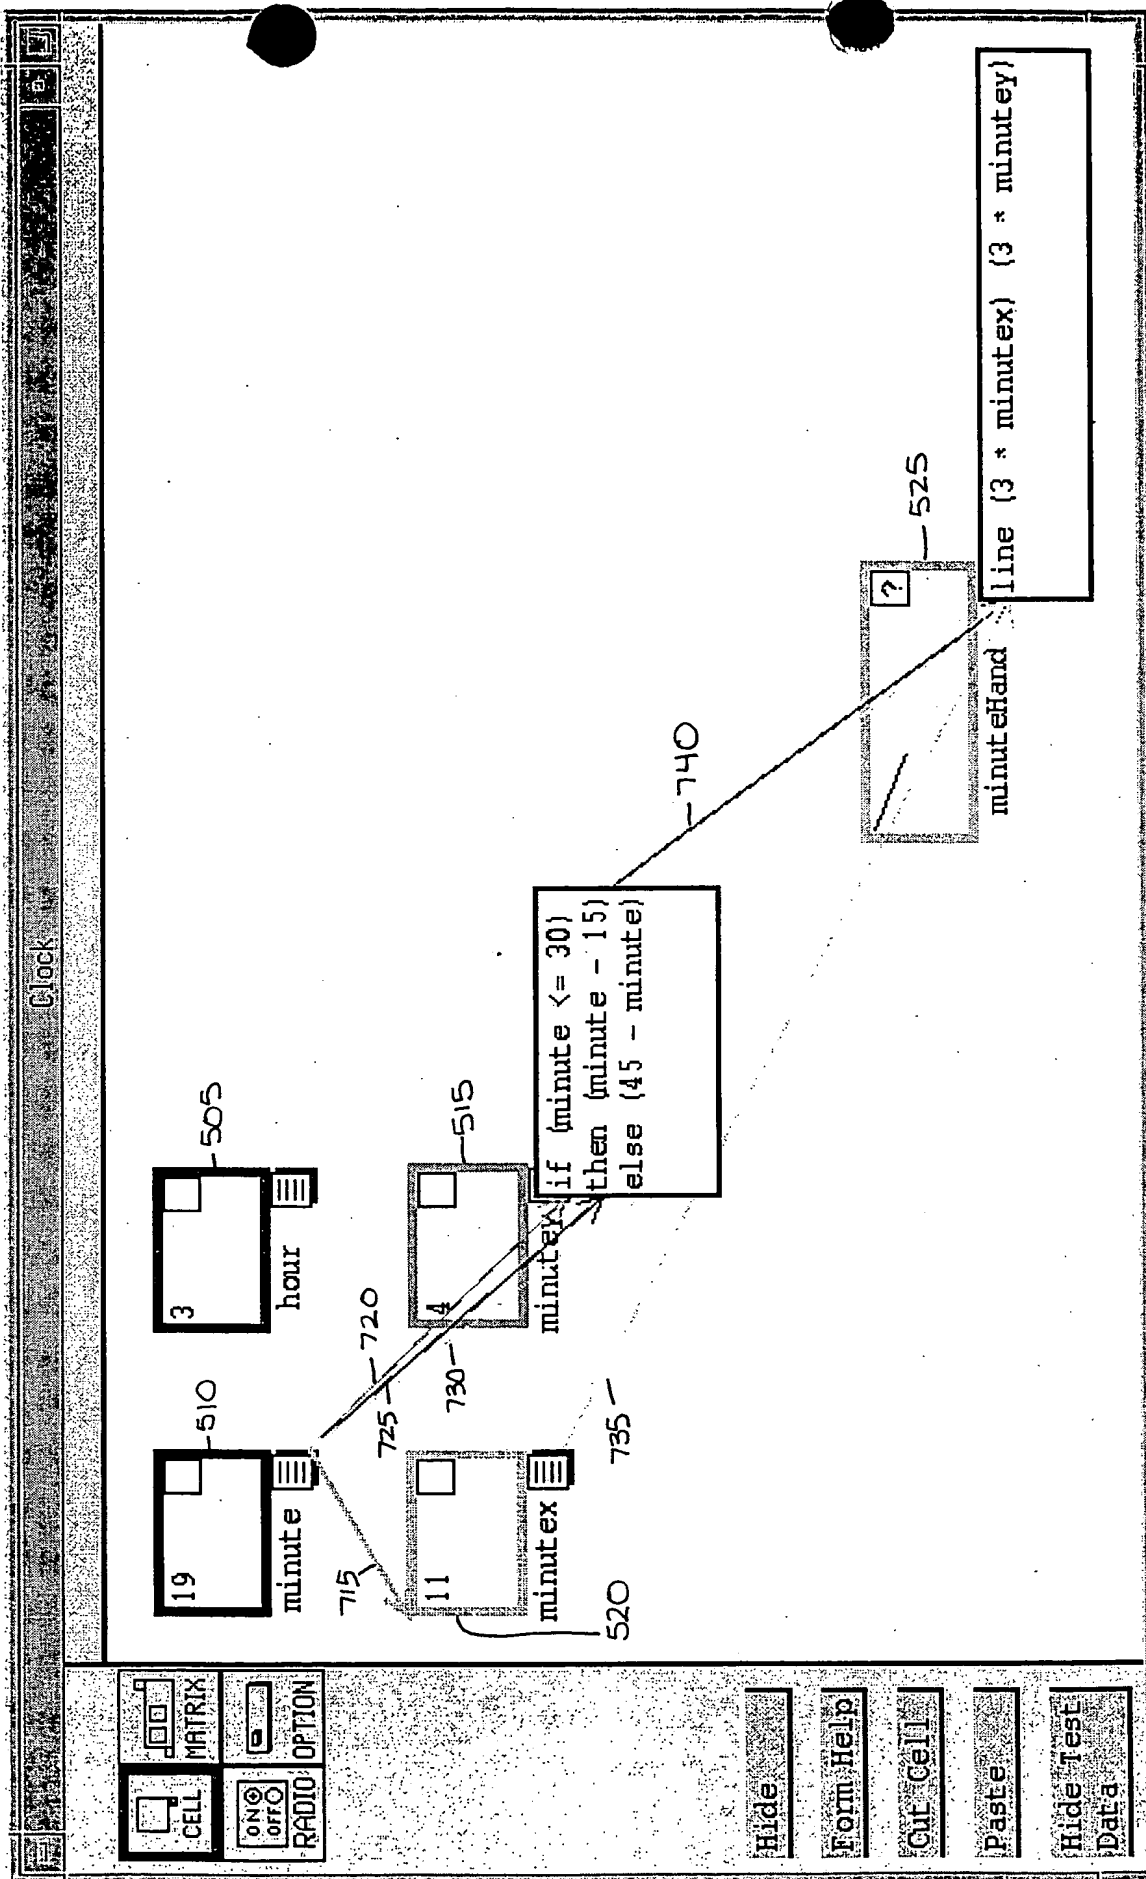 Clock
CELL
MATRIX
ON
OFF
RADIO
OPTION
Hide
Form Help
Cut Cell
Paste
Hide Test
Data
19
510
minute
3
505
hour
715
720
725
730
11
520
minutex
735
4
515
if (minute <= 30)
then (minute - 15)
else (45 - minute)
740
?
525
minuteHand
line (3 * minutex) (3 * minutey)